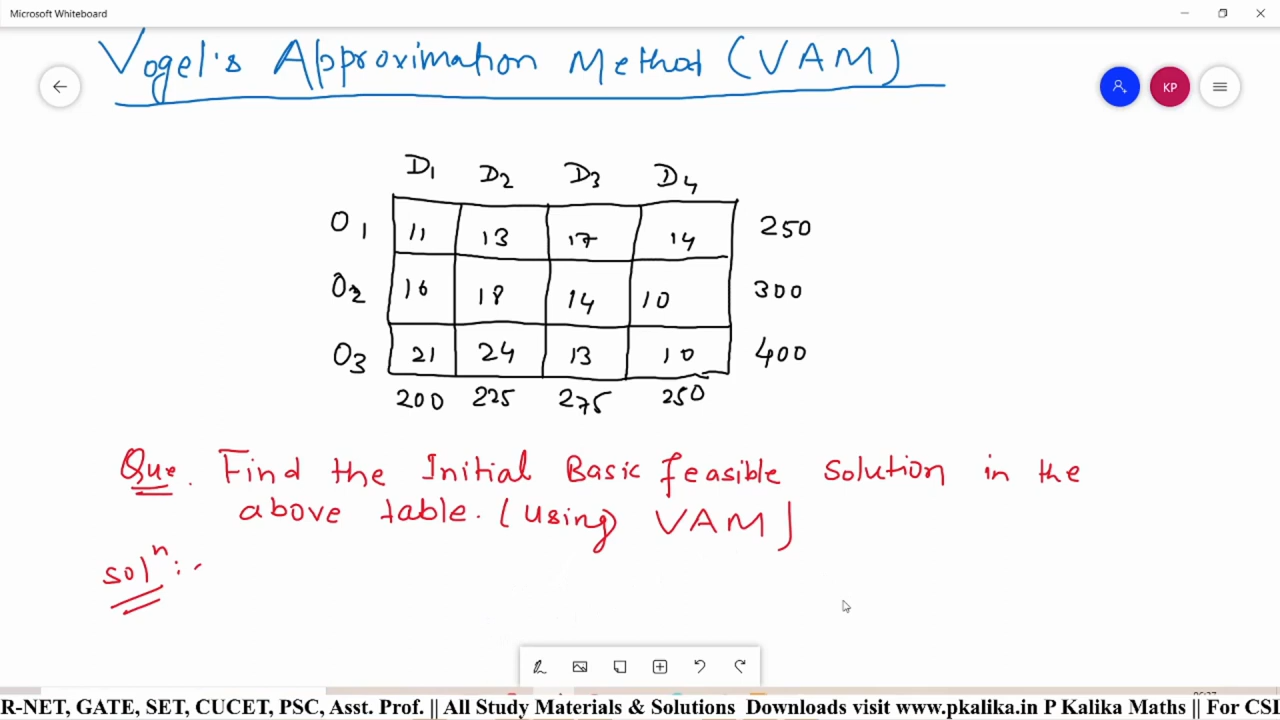 Microsoft Whiteboard
Vogel's Approximation Method (VAM)
KP
D1 D2 D3 D4
O1 11 13 17 14 250
O2 16 18 14 10 300
O3 21 24 13 10 400
200 225 275 250
Que. Find the Initial Basic feasible solution in the
above table. (Using VAM)
Solⁿ :-
R-NET, GATE, SET, CUCET, PSC, Asst. Prof. || All Study Materials & Solutions Downloads visit www.pkalika.in P Kalika Maths || For CSI